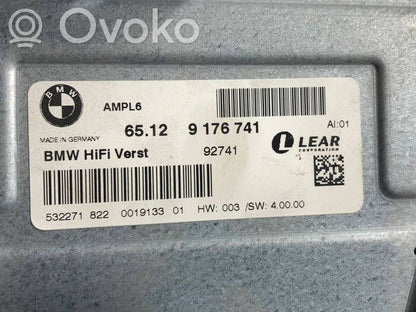 Ovoko
BMW
AMPL6
MADE IN GERMANY
65.12 9 176 741
AI:01
BMW HiFi Verst 92741
LEAR
CORPORATION
532271 822 0019133 01 HW: 003 /SW: 4.00.00